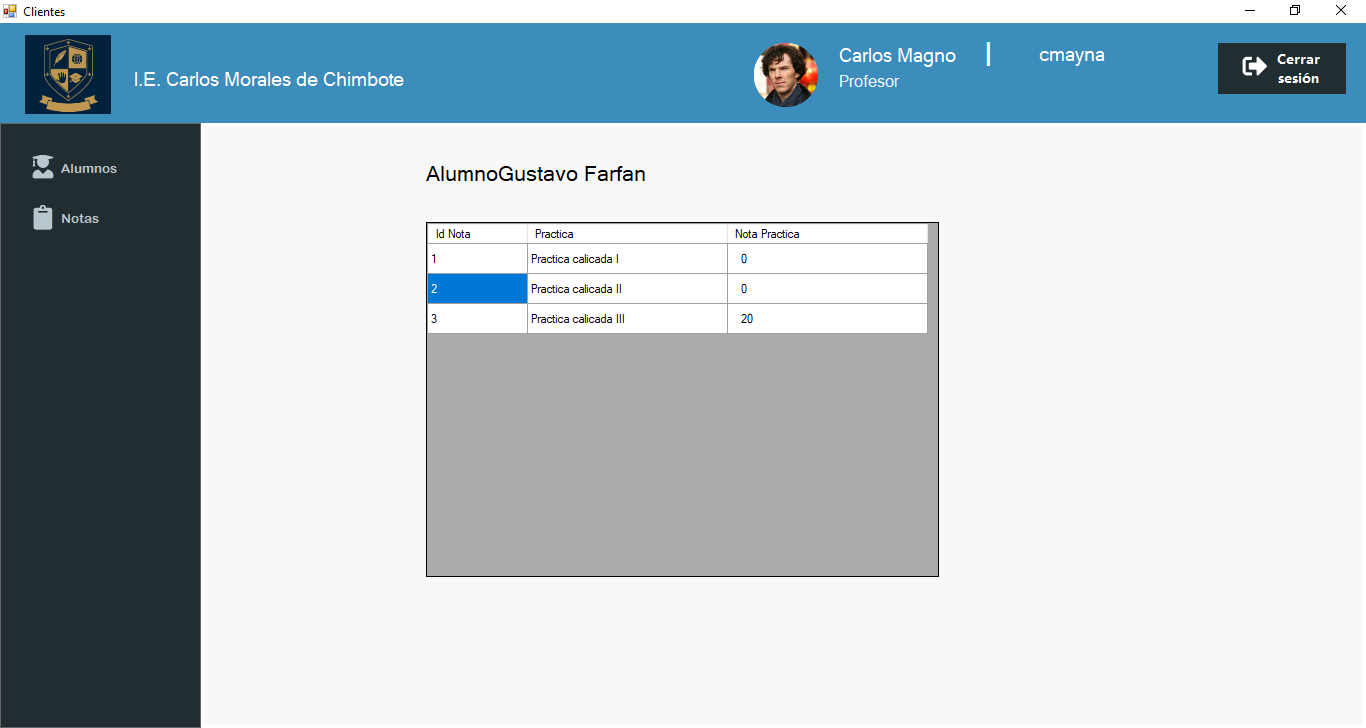 Clientes
I.E. Carlos Morales de Chimbote
Carlos Magno | cmayna
Profesor
Cerrar
sesión
Alumnos
Notas
AlumnoGustavo Farfan
Id Nota Practica Nota Practica
1 Practica calicada I 0
2 Practica calicada II 0
3 Practica calicada III 20